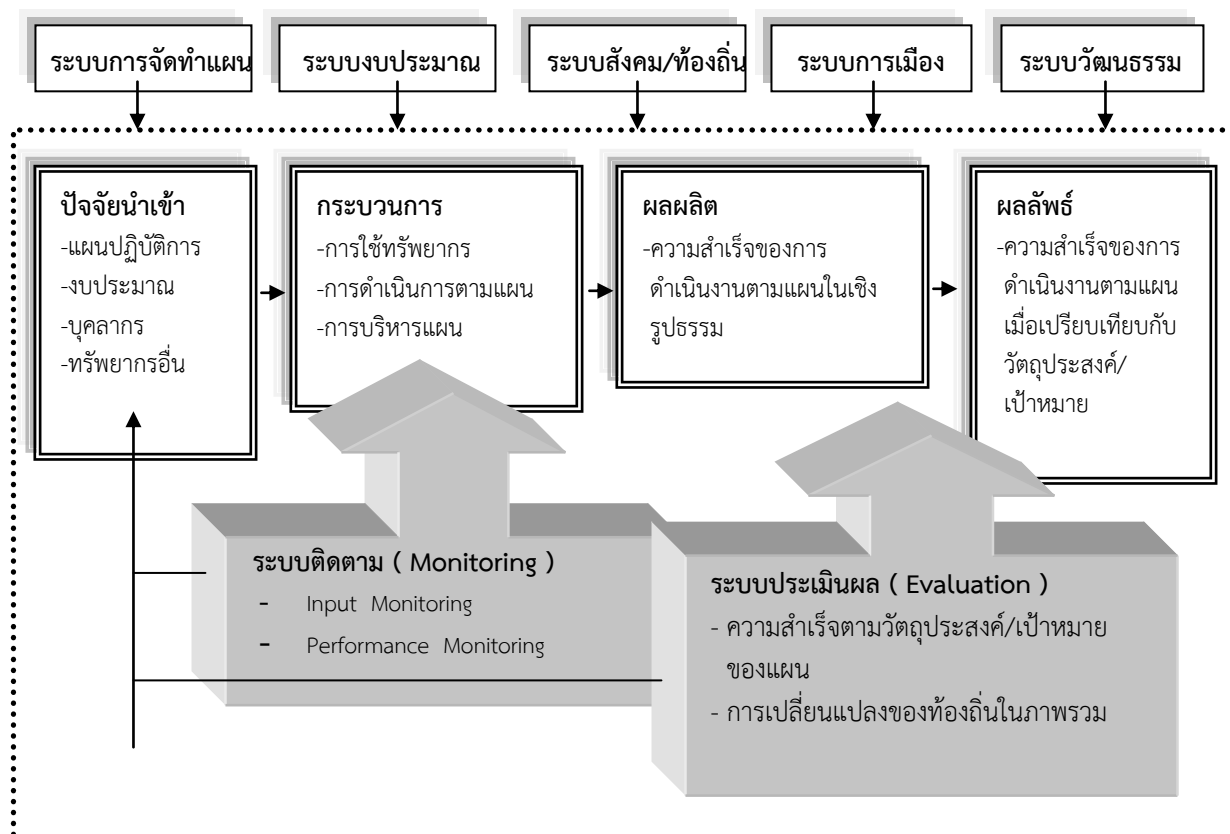 ระบบการจัดทำแผน
ระบบงบประมาณ
ระบบสังคม/ท้องถิ่น
ระบบการเมือง
ระบบวัฒนธรรม
ปัจจัยนำเข้า
-แผนปฏิบัติการ
-งบประมาณ
-บุคลากร
-ทรัพยากรอื่น
กระบวนการ
-การใช้ทรัพยากร
-การดำเนินการตามแผน
-การบริหารแผน
ผลผลิต
-ความสำเร็จของการ
ดำเนินงานตามแผนในเชิง
รูปธรรม
ผลลัพธ์
-ความสำเร็จของการ
ดำเนินงานตามแผน
เมื่อเปรียบเทียบกับ
วัตถุประสงค์/
เป้าหมาย
ระบบติดตาม ( Monitoring )
- Input Monitoring
- Performance Monitoring
ระบบประเมินผล ( Evaluation )
- ความสำเร็จตามวัตถุประสงค์/เป้าหมาย
ของแผน
- การเปลี่ยนแปลงของท้องถิ่นในภาพรวม